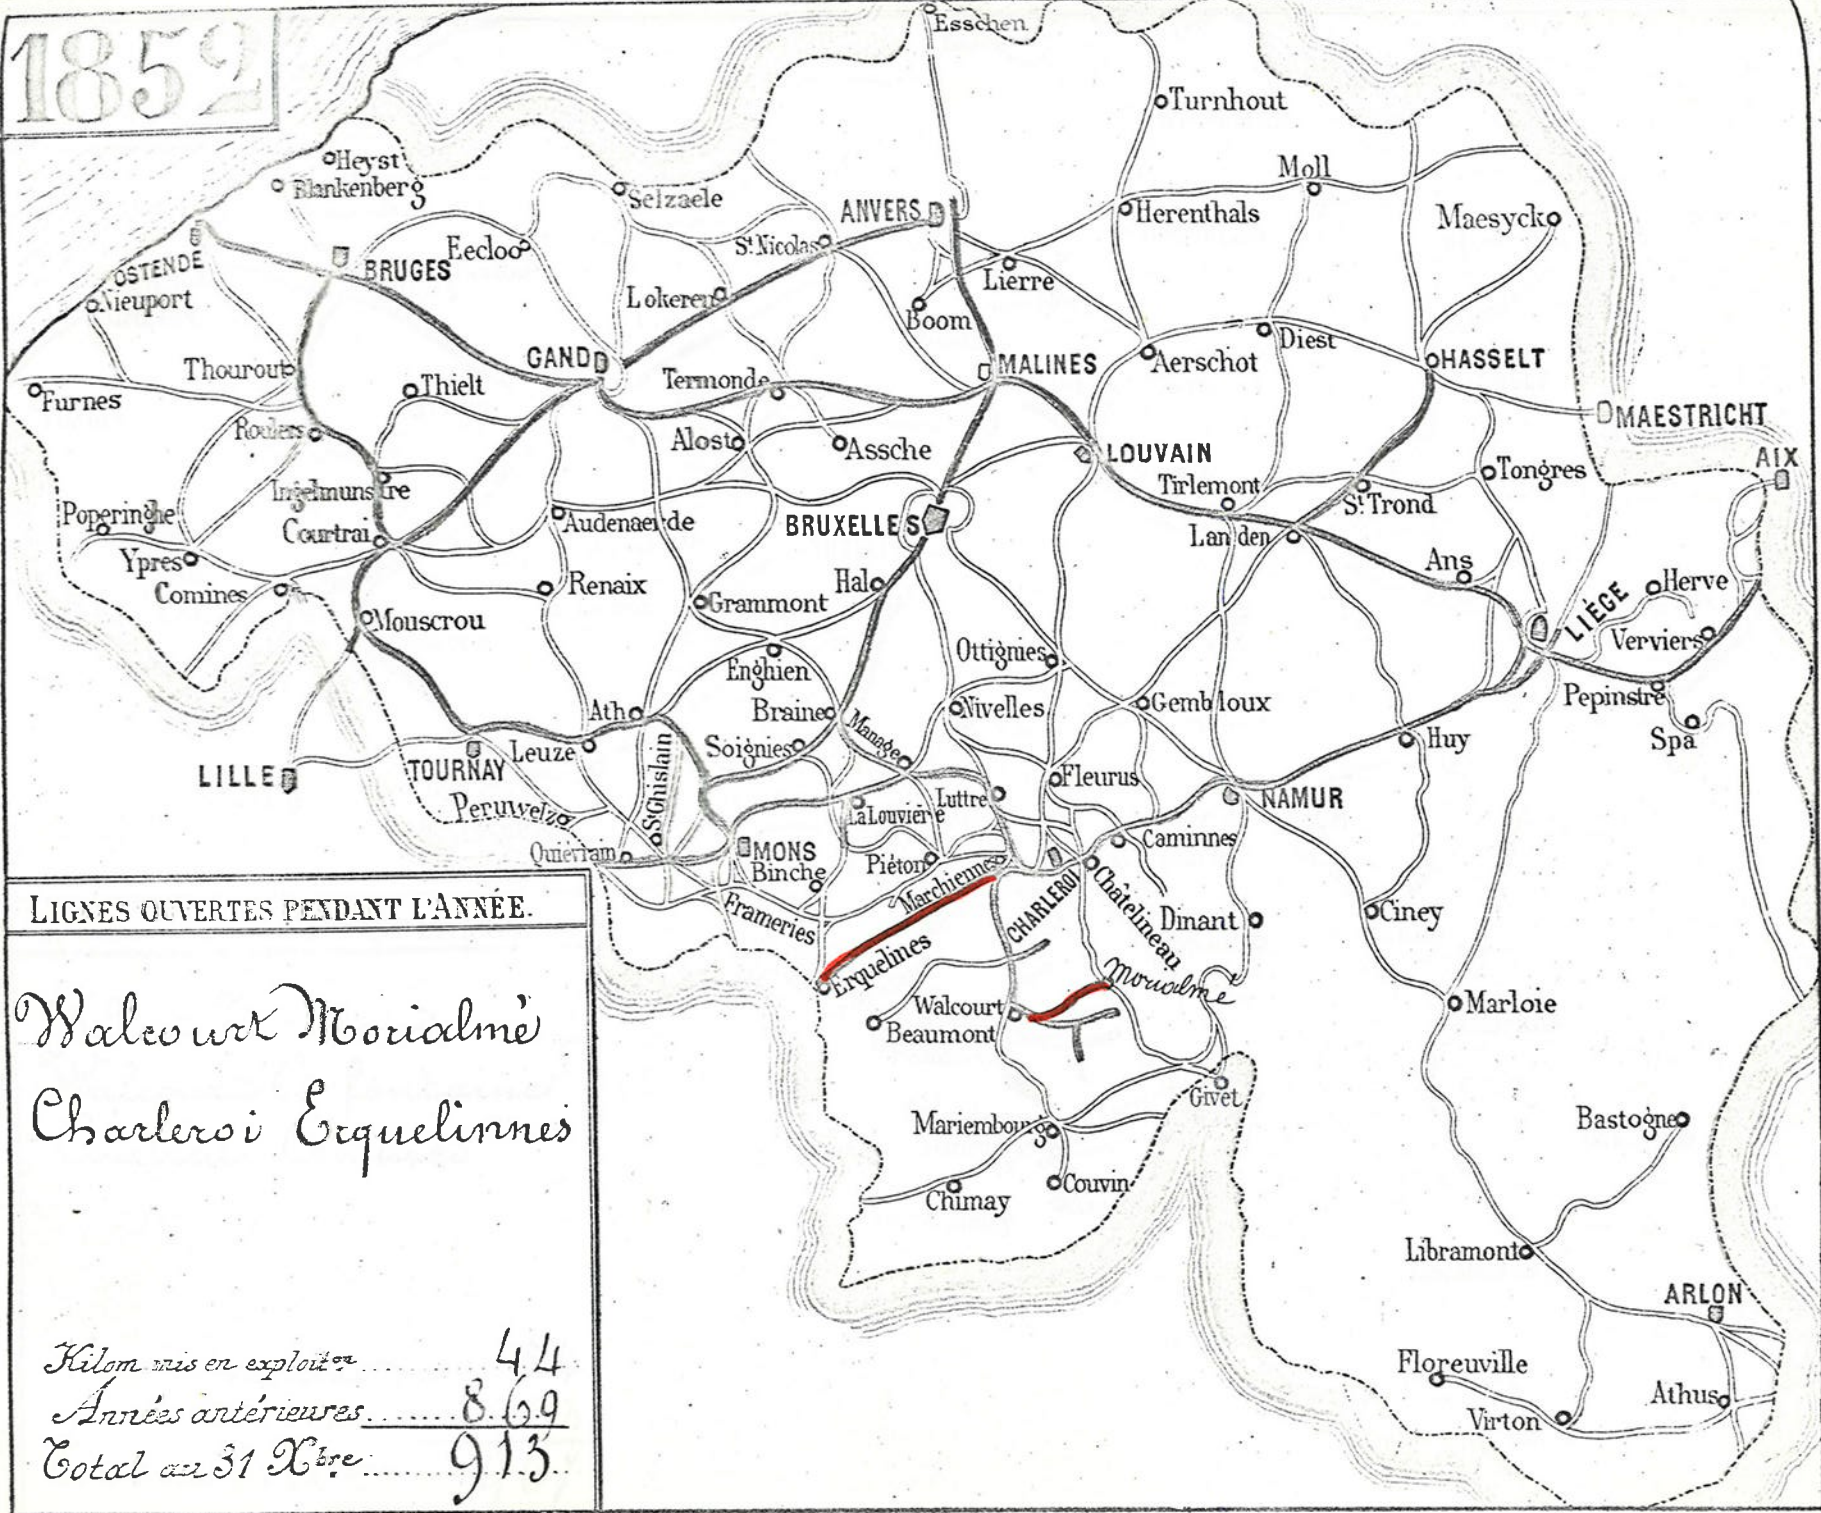 1852
Esschen
Turnhout
Heyst
Blankenberg
Selzaele
Moll
ANVERS
Herenthals
Maesyck
OSTENDE
BRUGES
Eecloo
St Nicolas
Nieuport
Lokeren
Lierre
Boom
Diest
Thourout
Thielt
GAND
Termonde
MALINES
Aerschot
HASSELT
Furnes
MAESTRICHT
Roulers
Alost
Assche
LOUVAIN
AIX
Ingelmunstre
Tirlemont
Tongres
Poperinghe
Courtrai
Audenaerde
BRUXELLES
St Trond
Landen
Ypres
Ans
Comines
Renaix
Grammont
Hal
LIÉGE
Herve
Mouscrou
Verviers
Enghien
Ottignies
Pepinstre
Ath
Braine
Manage
Nivelles
Gembloux
Spa
LILLE
TOURNAY
Leuze
St Ghislain
Soignies
Huy
Peruwelz
La Louvière
Luttre
Fleurus
NAMUR
Quiévrain
MONS
Binche
Piéton
Marchiennes
CHARLEROI
Châtelineau
Caminnes
Frameries
Erquelines
Dinant
Ciney
Morialmé
Walcourt
Beaumont
Marloie
Givet
Mariembourg
Bastogne
Chimay
Couvin
Libramont
ARLON
Floreuville
Virton
Athus
LIGNES OUVERTES PENDANT L'ANNÉE.
Walcourt Morialmé
Charleroi Erquelinnes
Kilom mis en exploiton 44
Années antérieures 869
Total au 31 Xbre 913